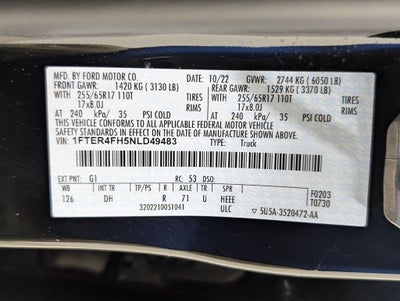 MFD. BY FORD MOTOR CO. 10/22 GVWR: 2744 KG ( 6050 LB)
FRONT GAWR: 1420 KG ( 3130 LB) REAR GAWR: 1529 KG ( 3370 LB)
WITH 255/65R17 110T TIRES WITH 255/65R17 110T TIRES
17x8.0J RIMS 17x8.0J RIMS
AT 240 kPa/ 35 PSI COLD AT 240 kPa/ 35 PSI COLD
THIS VEHICLE CONFORMS TO ALL APPLICABLE FEDERAL MOTOR VEHICLE
SAFETY STANDARDS IN EFFECT ON THE DATE OF MANUFACTURE SHOWN ABOVE.
VIN: 1FTER4FH5NLD49483 TYPE: Truck
EXT PNT: G1 RC: 53 DSO:
WB INT TR TP/PS R AXLE TR SPR F0203
126 DH R 71 U HEEE T0730
3202210051041 ULC 5U5A-3520472-AA